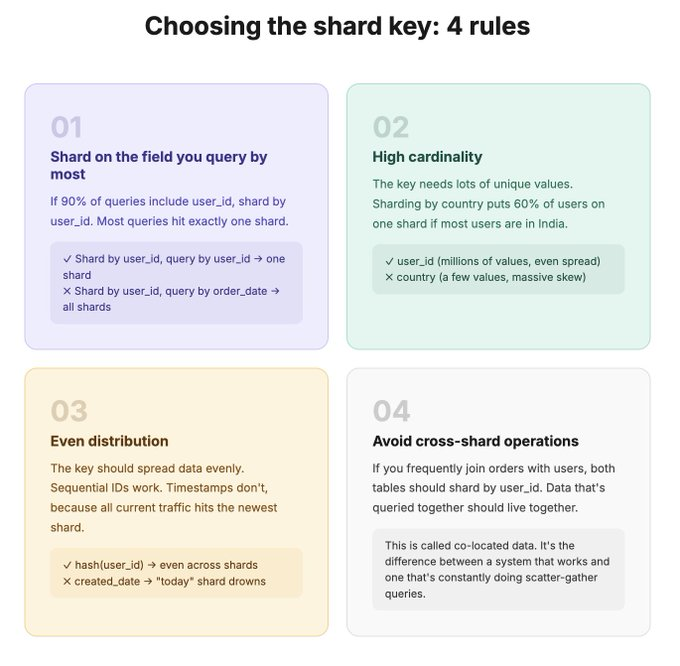 Choosing the shard key: 4 rules
01
Shard on the field you query by
most
If 90% of queries include user_id, shard by
user_id. Most queries hit exactly one shard.
✓ Shard by user_id, query by user_id → one
shard
✕ Shard by user_id, query by order_date →
all shards
02
High cardinality
The key needs lots of unique values.
Sharding by country puts 60% of users on
one shard if most users are in India.
✓ user_id (millions of values, even spread)
✕ country (a few values, massive skew)
03
Even distribution
The key should spread data evenly.
Sequential IDs work. Timestamps don't,
because all current traffic hits the newest
shard.
✓ hash(user_id) → even across shards
✕ created_date → "today" shard drowns
04
Avoid cross-shard operations
If you frequently join orders with users, both
tables should shard by user_id. Data that's
queried together should live together.
This is called co-located data. It's the
difference between a system that works and
one that's constantly doing scatter-gather
queries.